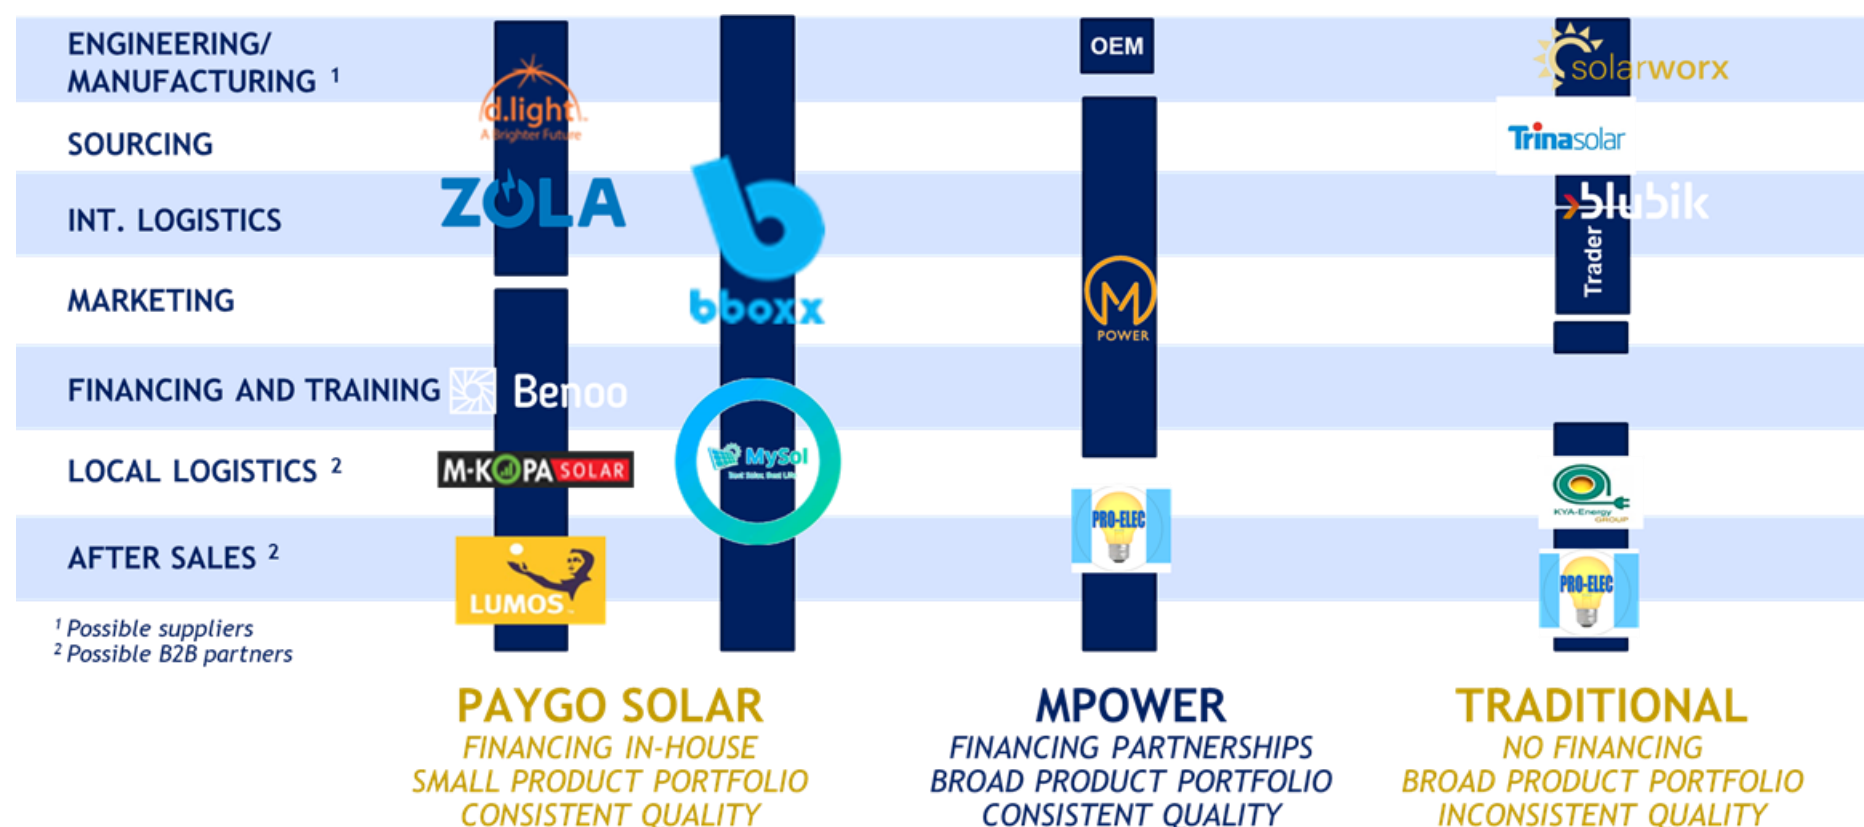 ENGINEERING/
MANUFACTURING 1
SOURCING
INT. LOGISTICS
MARKETING
FINANCING AND TRAINING
LOCAL LOGISTICS 2
AFTER SALES 2
1 Possible suppliers
2 Possible B2B partners
d.light
A Brighter Future
ZOLA
Benoo
M-KOPA SOLAR
LUMOS
bboxx
MySol
OEM
M
POWER
PRO-ELEC
solarworx
Trinasolar
blubik
Trader
KYA-Energy
GROUP
PRO-ELEC
PAYGO SOLAR
FINANCING IN-HOUSE
SMALL PRODUCT PORTFOLIO
CONSISTENT QUALITY
MPOWER
FINANCING PARTNERSHIPS
BROAD PRODUCT PORTFOLIO
CONSISTENT QUALITY
TRADITIONAL
NO FINANCING
BROAD PRODUCT PORTFOLIO
INCONSISTENT QUALITY